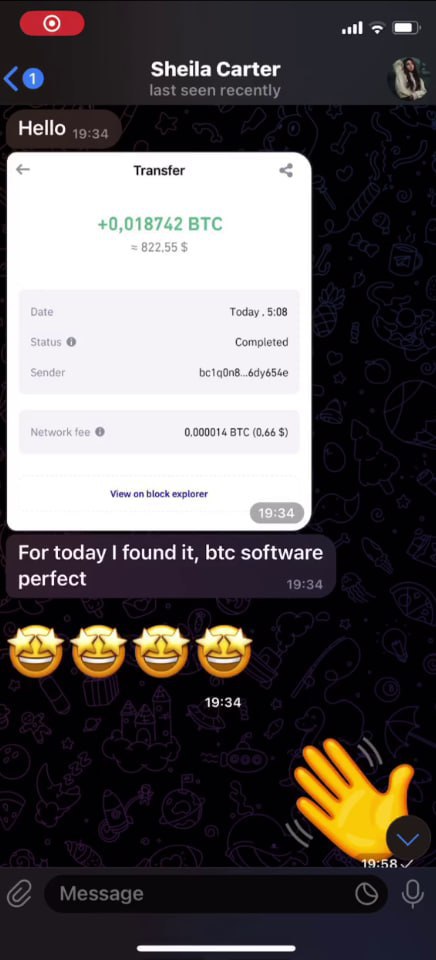 1
Sheila Carter
last seen recently
Hello 19:34
Transfer
+0,018742 BTC
≈ 822,55 $
Date Today . 5:08
Status Completed
Sender bc1q0n8...6dy654e
Network fee 0,000014 BTC (0,66 $)
View on block explorer
19:34
For today I found it, btc software
perfect 19:34
19:34
19:58
Message